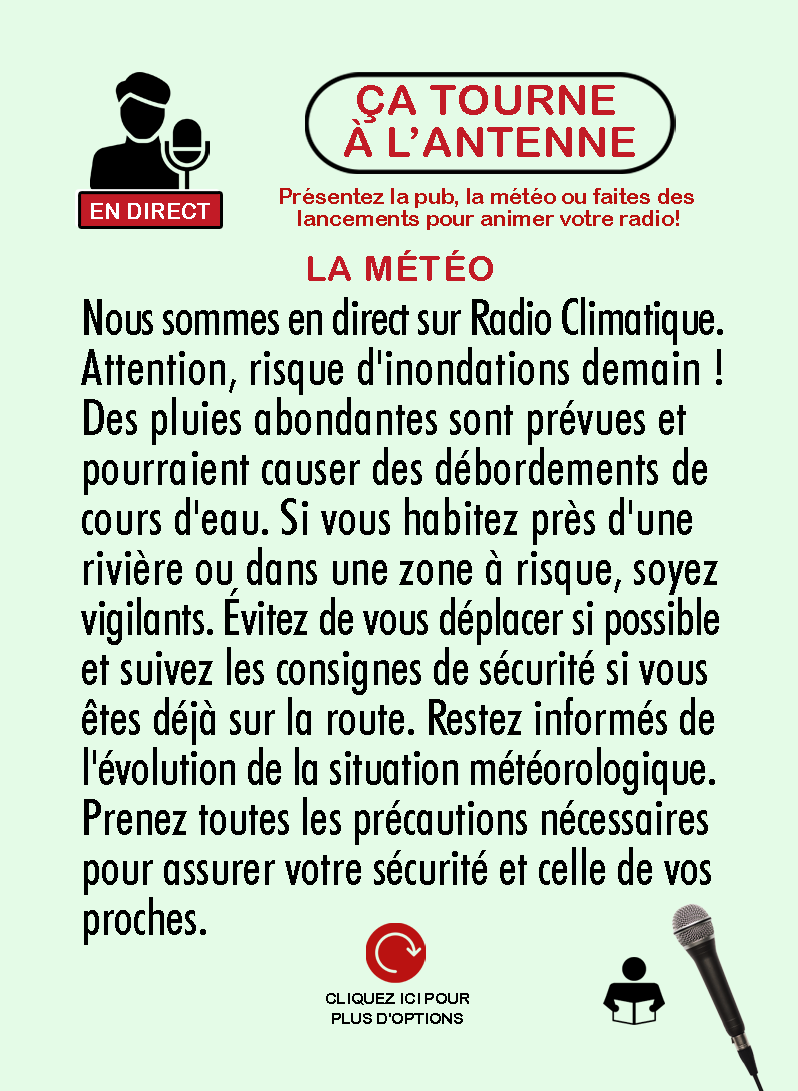 ÇA TOURNE
À L'ANTENNE
EN DIRECT
Présentez la pub, la météo ou faites des
lancements pour animer votre radio!
LA MÉTÉO
Nous sommes en direct sur Radio Climatique.
Attention, risque d'inondations demain !
Des pluies abondantes sont prévues et
pourraient causer des débordements de
cours d'eau. Si vous habitez près d'une
rivière ou dans une zone à risque, soyez
vigilants. Évitez de vous déplacer si possible
et suivez les consignes de sécurité si vous
êtes déjà sur la route. Restez informés de
l'évolution de la situation météorologique.
Prenez toutes les précautions nécessaires
pour assurer votre sécurité et celle de vos
proches.
CLIQUEZ ICI POUR
PLUS D'OPTIONS